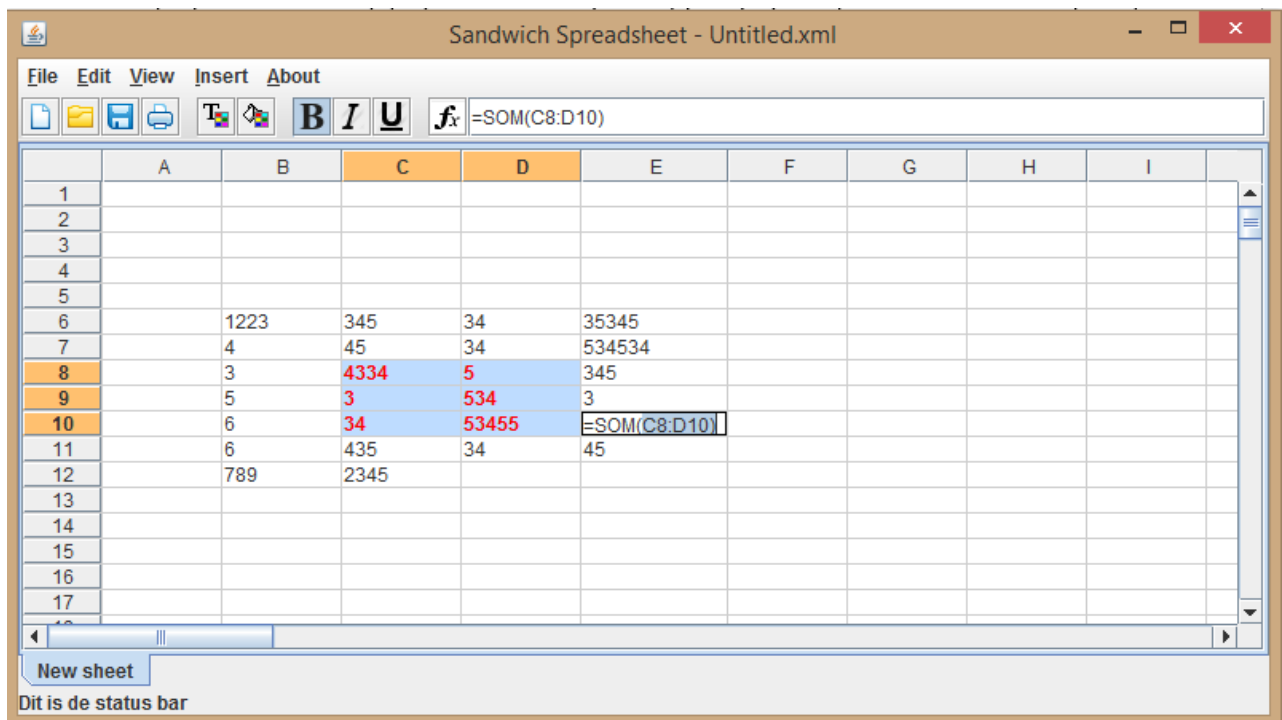 Sandwich Spreadsheet - Untitled.xml
File Edit View Insert About
T B I U fx =SOM(C8:D10)
A B C D E F G H I
1
2
3
4
5
6 1223 345 34 35345
7 4 45 34 534534
8 3 4334 5 345
9 5 3 534 3
10 6 34 53455 =SOM(C8:D10)
11 6 435 34 45
12 789 2345
13
14
15
16
17
New sheet
Dit is de status bar